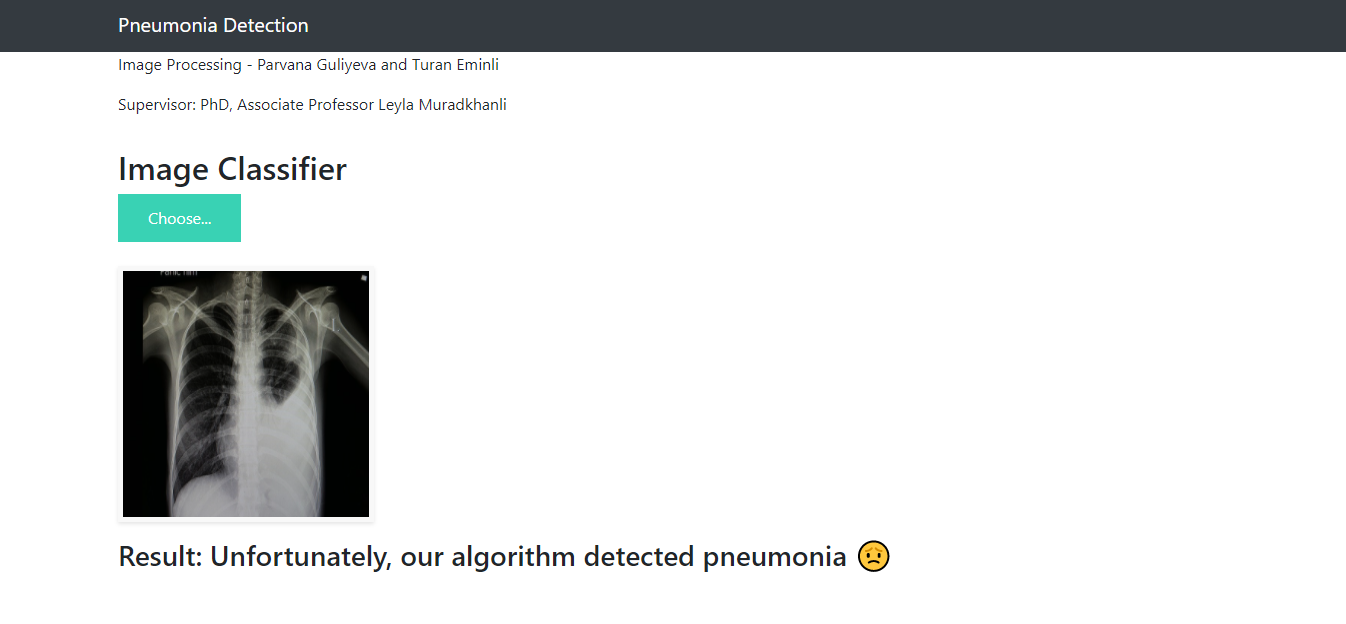 Pneumonia Detection
Image Processing - Parvana Guliyeva and Turan Eminli
Supervisor: PhD, Associate Professor Leyla Muradkhanli
Image Classifier
Choose...
Result: Unfortunately, our algorithm detected pneumonia 😟